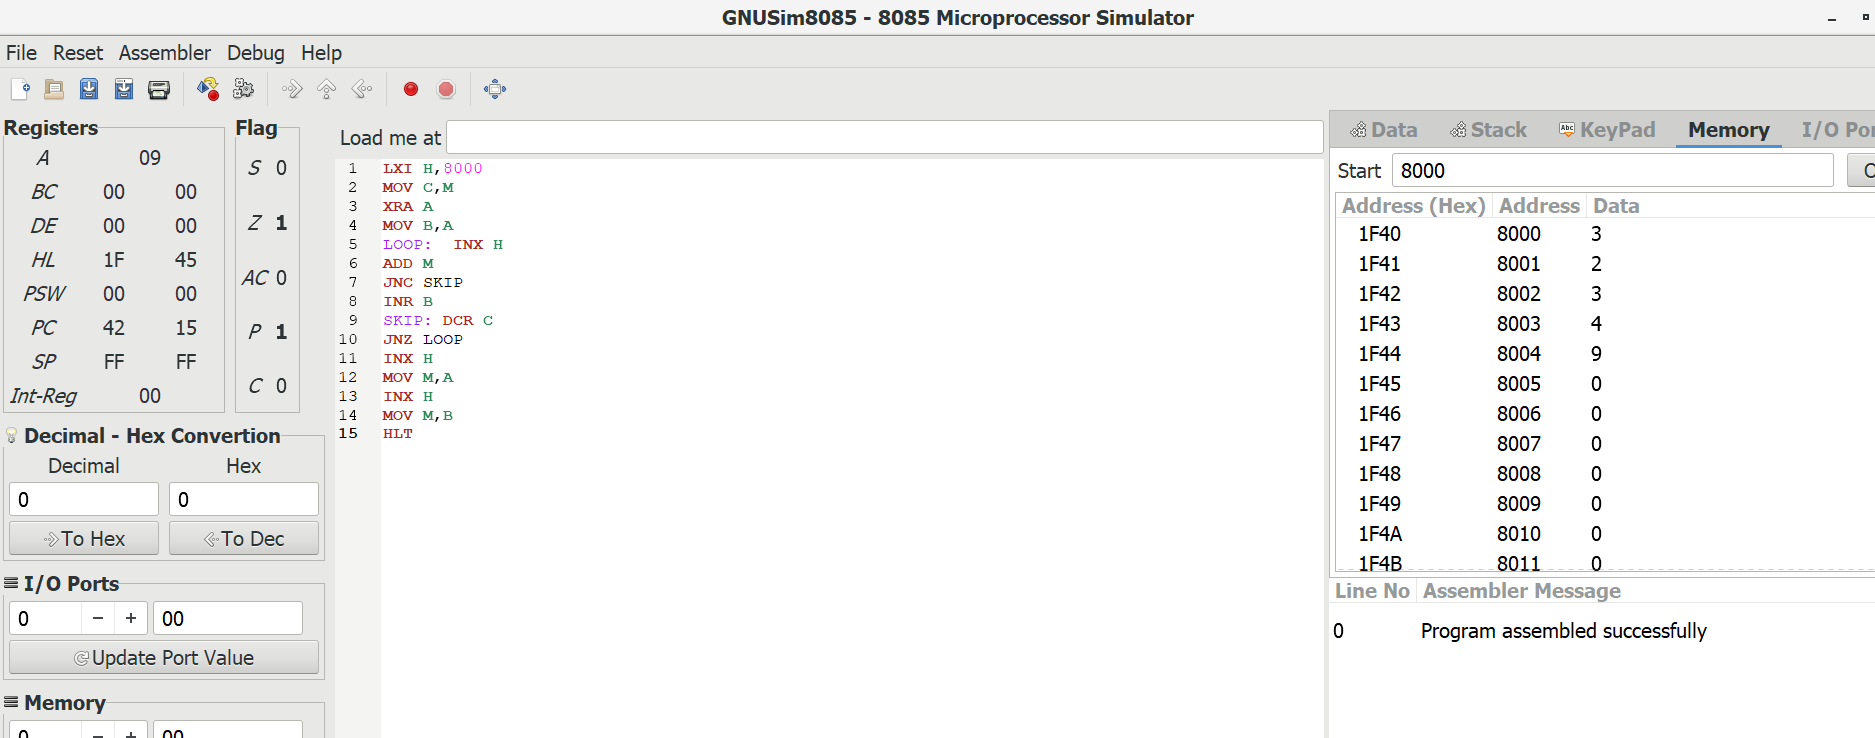 GNUSim8085 - 8085 Microprocessor Simulator
File Reset Assembler Debug Help
Registers
A 09
BC 00 00
DE 00 00
HL 1F 45
PSW 00 00
PC 42 15
SP FF FF
Int-Reg 00
Flag
S 0
Z 1
AC 0
P 1
C 0
Decimal - Hex Convertion
Decimal Hex
0 0
To Hex To Dec
I/O Ports
0 − + 00
Update Port Value
Memory
0 − + 00
Load me at
1 LXI H,8000
2 MOV C,M
3 XRA A
4 MOV B,A
5 LOOP: INX H
6 ADD M
7 JNC SKIP
8 INR B
9 SKIP: DCR C
10 JNZ LOOP
11 INX H
12 MOV M,A
13 INX H
14 MOV M,B
15 HLT
Data Stack Abc KeyPad Memory I/O Por
Start 8000
Address (Hex) Address Data
1F40 8000 3
1F41 8001 2
1F42 8002 3
1F43 8003 4
1F44 8004 9
1F45 8005 0
1F46 8006 0
1F47 8007 0
1F48 8008 0
1F49 8009 0
1F4A 8010 0
1F4B 8011 0
Line No Assembler Message
0 Program assembled successfully